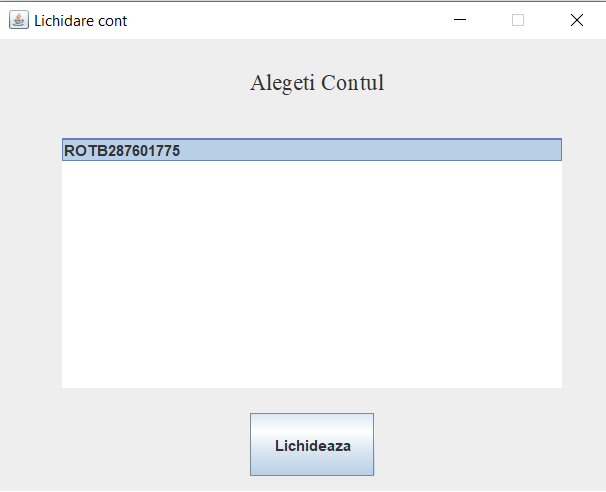 Lichidare cont
Alegeti Contul
ROTB287601775
Lichideaza